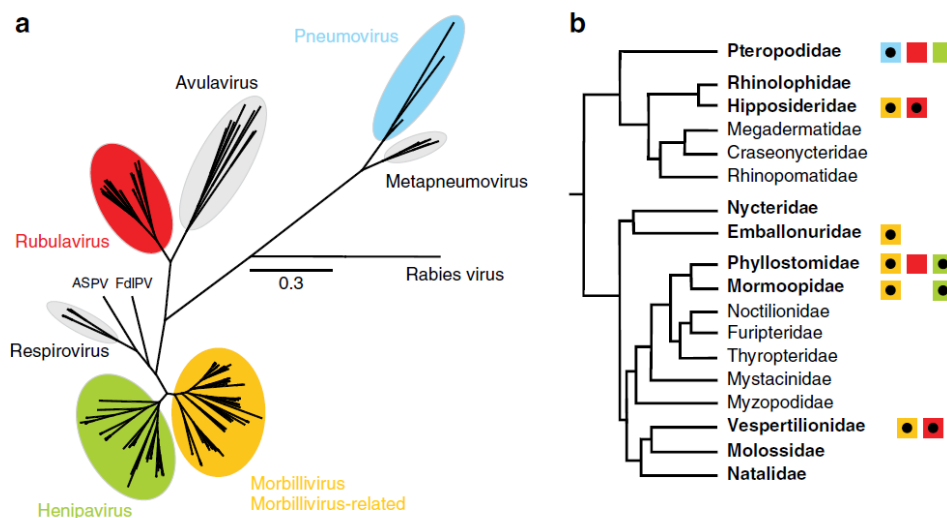 a
Pneumovirus
Avulavirus
Metapneumovirus
Rubulavirus
Rabies virus
0.3
ASPV FdlPV
Respirovirus
Henipavirus
Morbillivirus
Morbillivirus-related
b
Pteropodidae
Rhinolophidae
Hipposideridae
Megadermatidae
Craseonycteridae
Rhinopomatidae
Nycteridae
Emballonuridae
Phyllostomidae
Mormoopidae
Noctilionidae
Furipteridae
Thyropteridae
Mystacinidae
Myzopodidae
Vespertilionidae
Molossidae
Natalidae